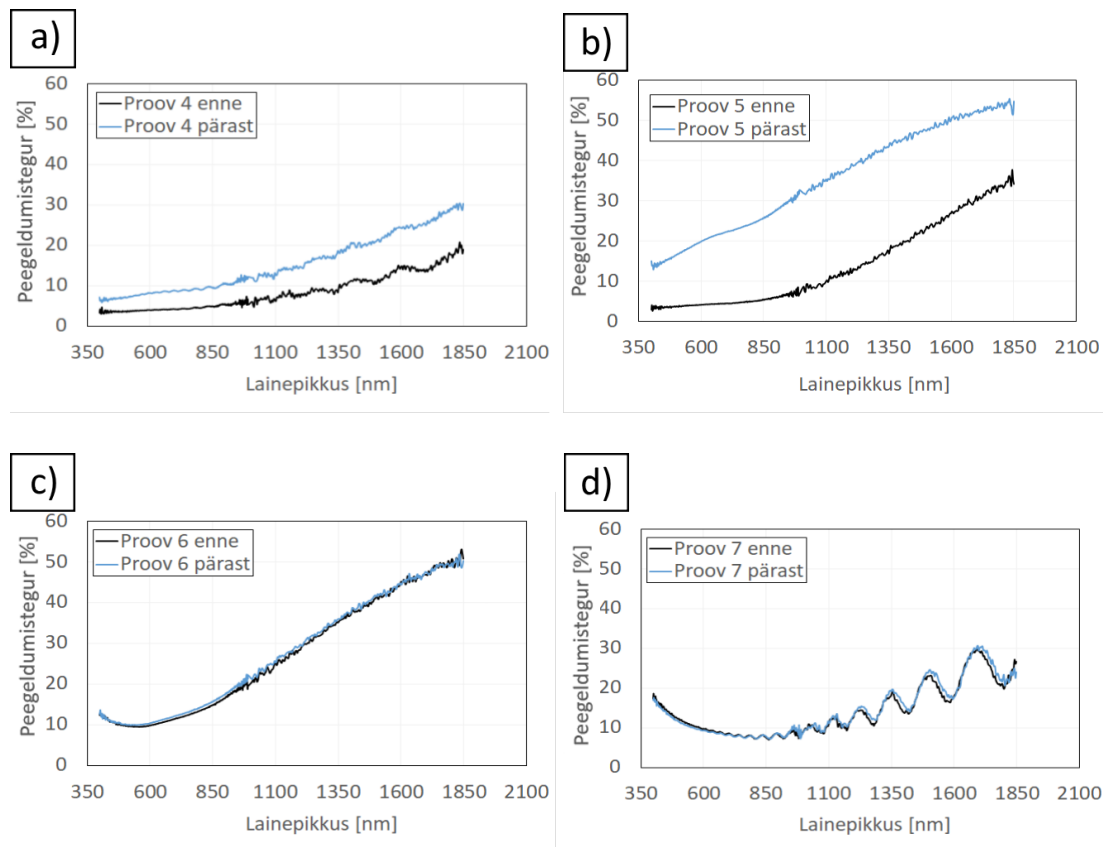 a)
Peegeldumistegur [%]
60
50
40
30
20
10
0
Proov 4 enne
Proov 4 pärast
350 600 850 1100 1350 1600 1850 2100
Lainepikkus [nm]
b)
Peegeldumistegur [%]
60
50
40
30
20
10
0
Proov 5 enne
Proov 5 pärast
350 600 850 1100 1350 1600 1850 2100
Lainepikkus [nm]
c)
Peegeldumistegur [%]
60
50
40
30
20
10
0
Proov 6 enne
Proov 6 pärast
350 600 850 1100 1350 1600 1850 2100
Lainepikkus [nm]
d)
Peegeldumistegur [%]
60
50
40
30
20
10
0
Proov 7 enne
Proov 7 pärast
350 600 850 1100 1350 1600 1850 2100
Lainepikkus [nm]